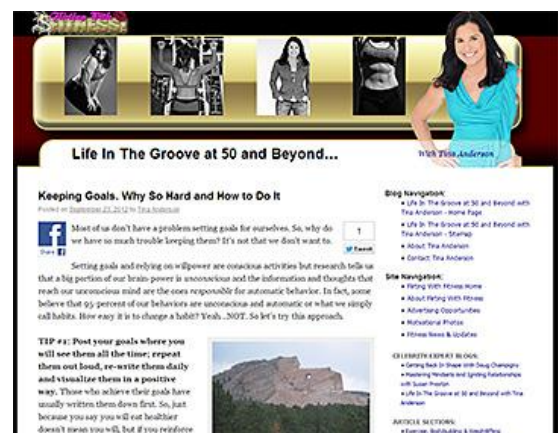 Flirting With
FITNESS
Life In The Groove at 50 and Beyond...
With Tina Anderson
Keeping Goals. Why So Hard and How to Do It
Posted on September 23, 2012 by Tina Anderson
Share
Most of us don't have a problem setting goals for ourselves. So, why do
we have so much trouble keeping them? It's not that we don't want to.
1
Tweet
Setting goals and relying on willpower are conscious activities but research tells us
that a big portion of our brain-power is unconscious and the information and thoughts that
reach our unconscious mind are the ones responsible for automatic behavior. In fact, some
believe that 95 percent of our behaviors are unconscious and automatic or what we simply
call habits. How easy it is to change a habit? Yeah ..NOT. So let's try this approach.
TIP #1: Post your goals where you
will see them all the time; repeat
them out loud, re-write them daily
and visualize them in a positive
way. Those who achieve their goals have
usually written them down first. So, just
because you say you will eat healthier
doesn't mean you will, but if you reinforce
Blog Navigation:
Life In The Groove at 50 and Beyond with
Tina Anderson - Home Page
Life In The Groove at 50 and Beyond with
Tina Anderson - Sitemap
About Tina Anderson
Contact Tina Anderson
Site Navigation:
Flirting With Fitness Home
About Flirting With Fitness
Advertising Opportunities
Motivational Photos
Fitness News & Updates
CELEBRITY EXPERT BLOGS:
Getting Back In Shape With Doug Champigny
Mastering Mindsets And Igniting Relationships
with Susan Preston
Life In The Groove at 50 and Beyond with Tina
Anderson
ARTICLE SECTIONS:
Exercise, Bodybuilding & Weightlifting